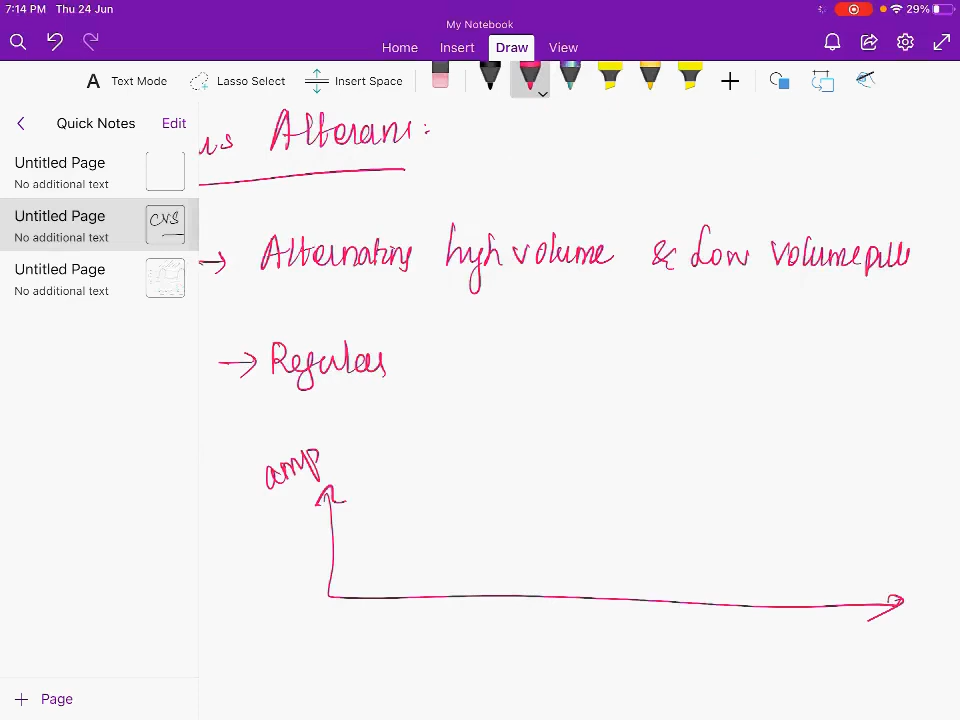 7:14 PM Thu 24 Jun 29%
My Notebook
Home Insert Draw View
Text Mode Lasso Select Insert Space
Quick Notes Edit
Untitled Page
No additional text
Untitled Page
No additional text
CNS
Untitled Page
No additional text
Page
us Alterans:
→ Alternating high volume & Low volume pulse
→ Regular
amp